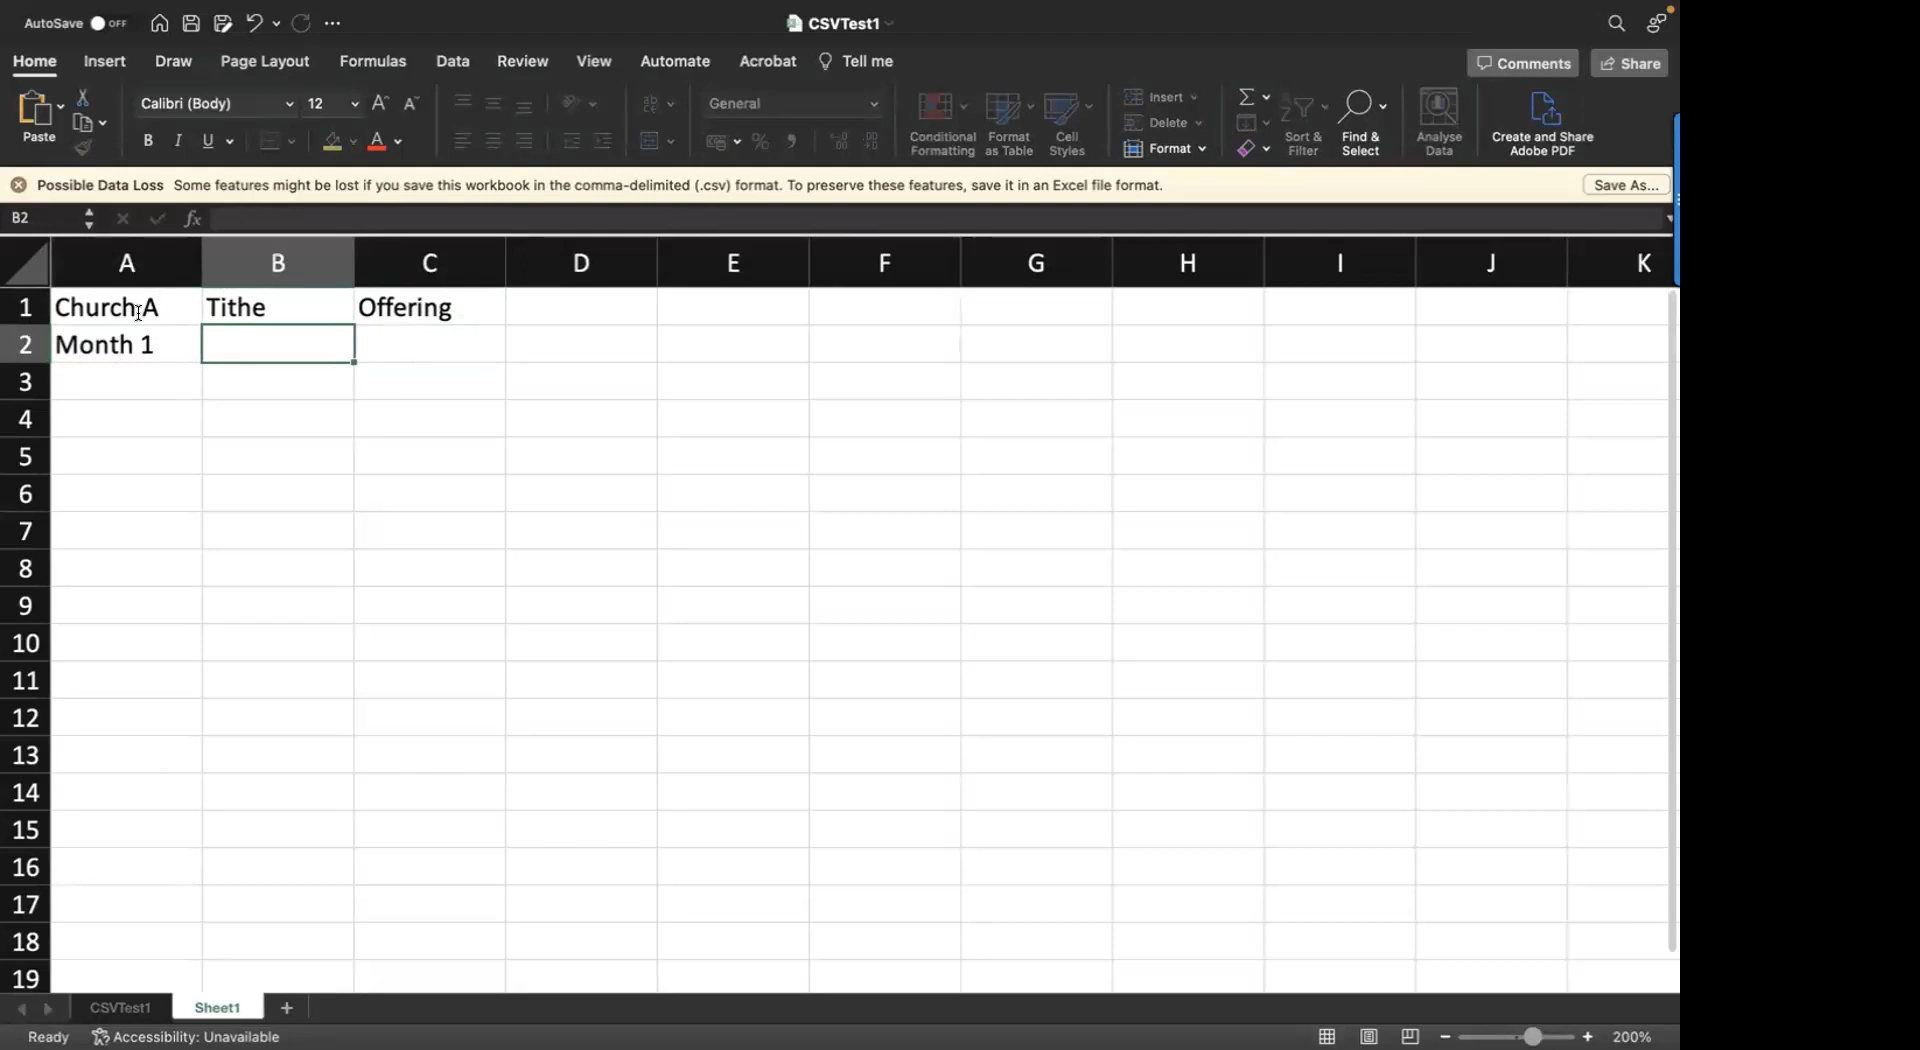 AutoSave OFF CSVTest1
Home Insert Draw Page Layout Formulas Data Review View Automate Acrobat Tell me Comments Share
Paste Calibri (Body) 12 General Conditional Formatting Format as Table Cell Styles Insert Delete Format Sort & Filter Find & Select Analyse Data Create and Share Adobe PDF
Possible Data Loss Some features might be lost if you save this workbook in the comma-delimited (.csv) format. To preserve these features, save it in an Excel file format. Save As...
B2 fx
A B C D E F G H I J K
1 Church A Tithe Offering
2 Month 1
3
4
5
6
7
8
9
10
11
12
13
14
15
16
17
18
19
CSVTest1 Sheet1 +
Ready Accessibility: Unavailable 200%